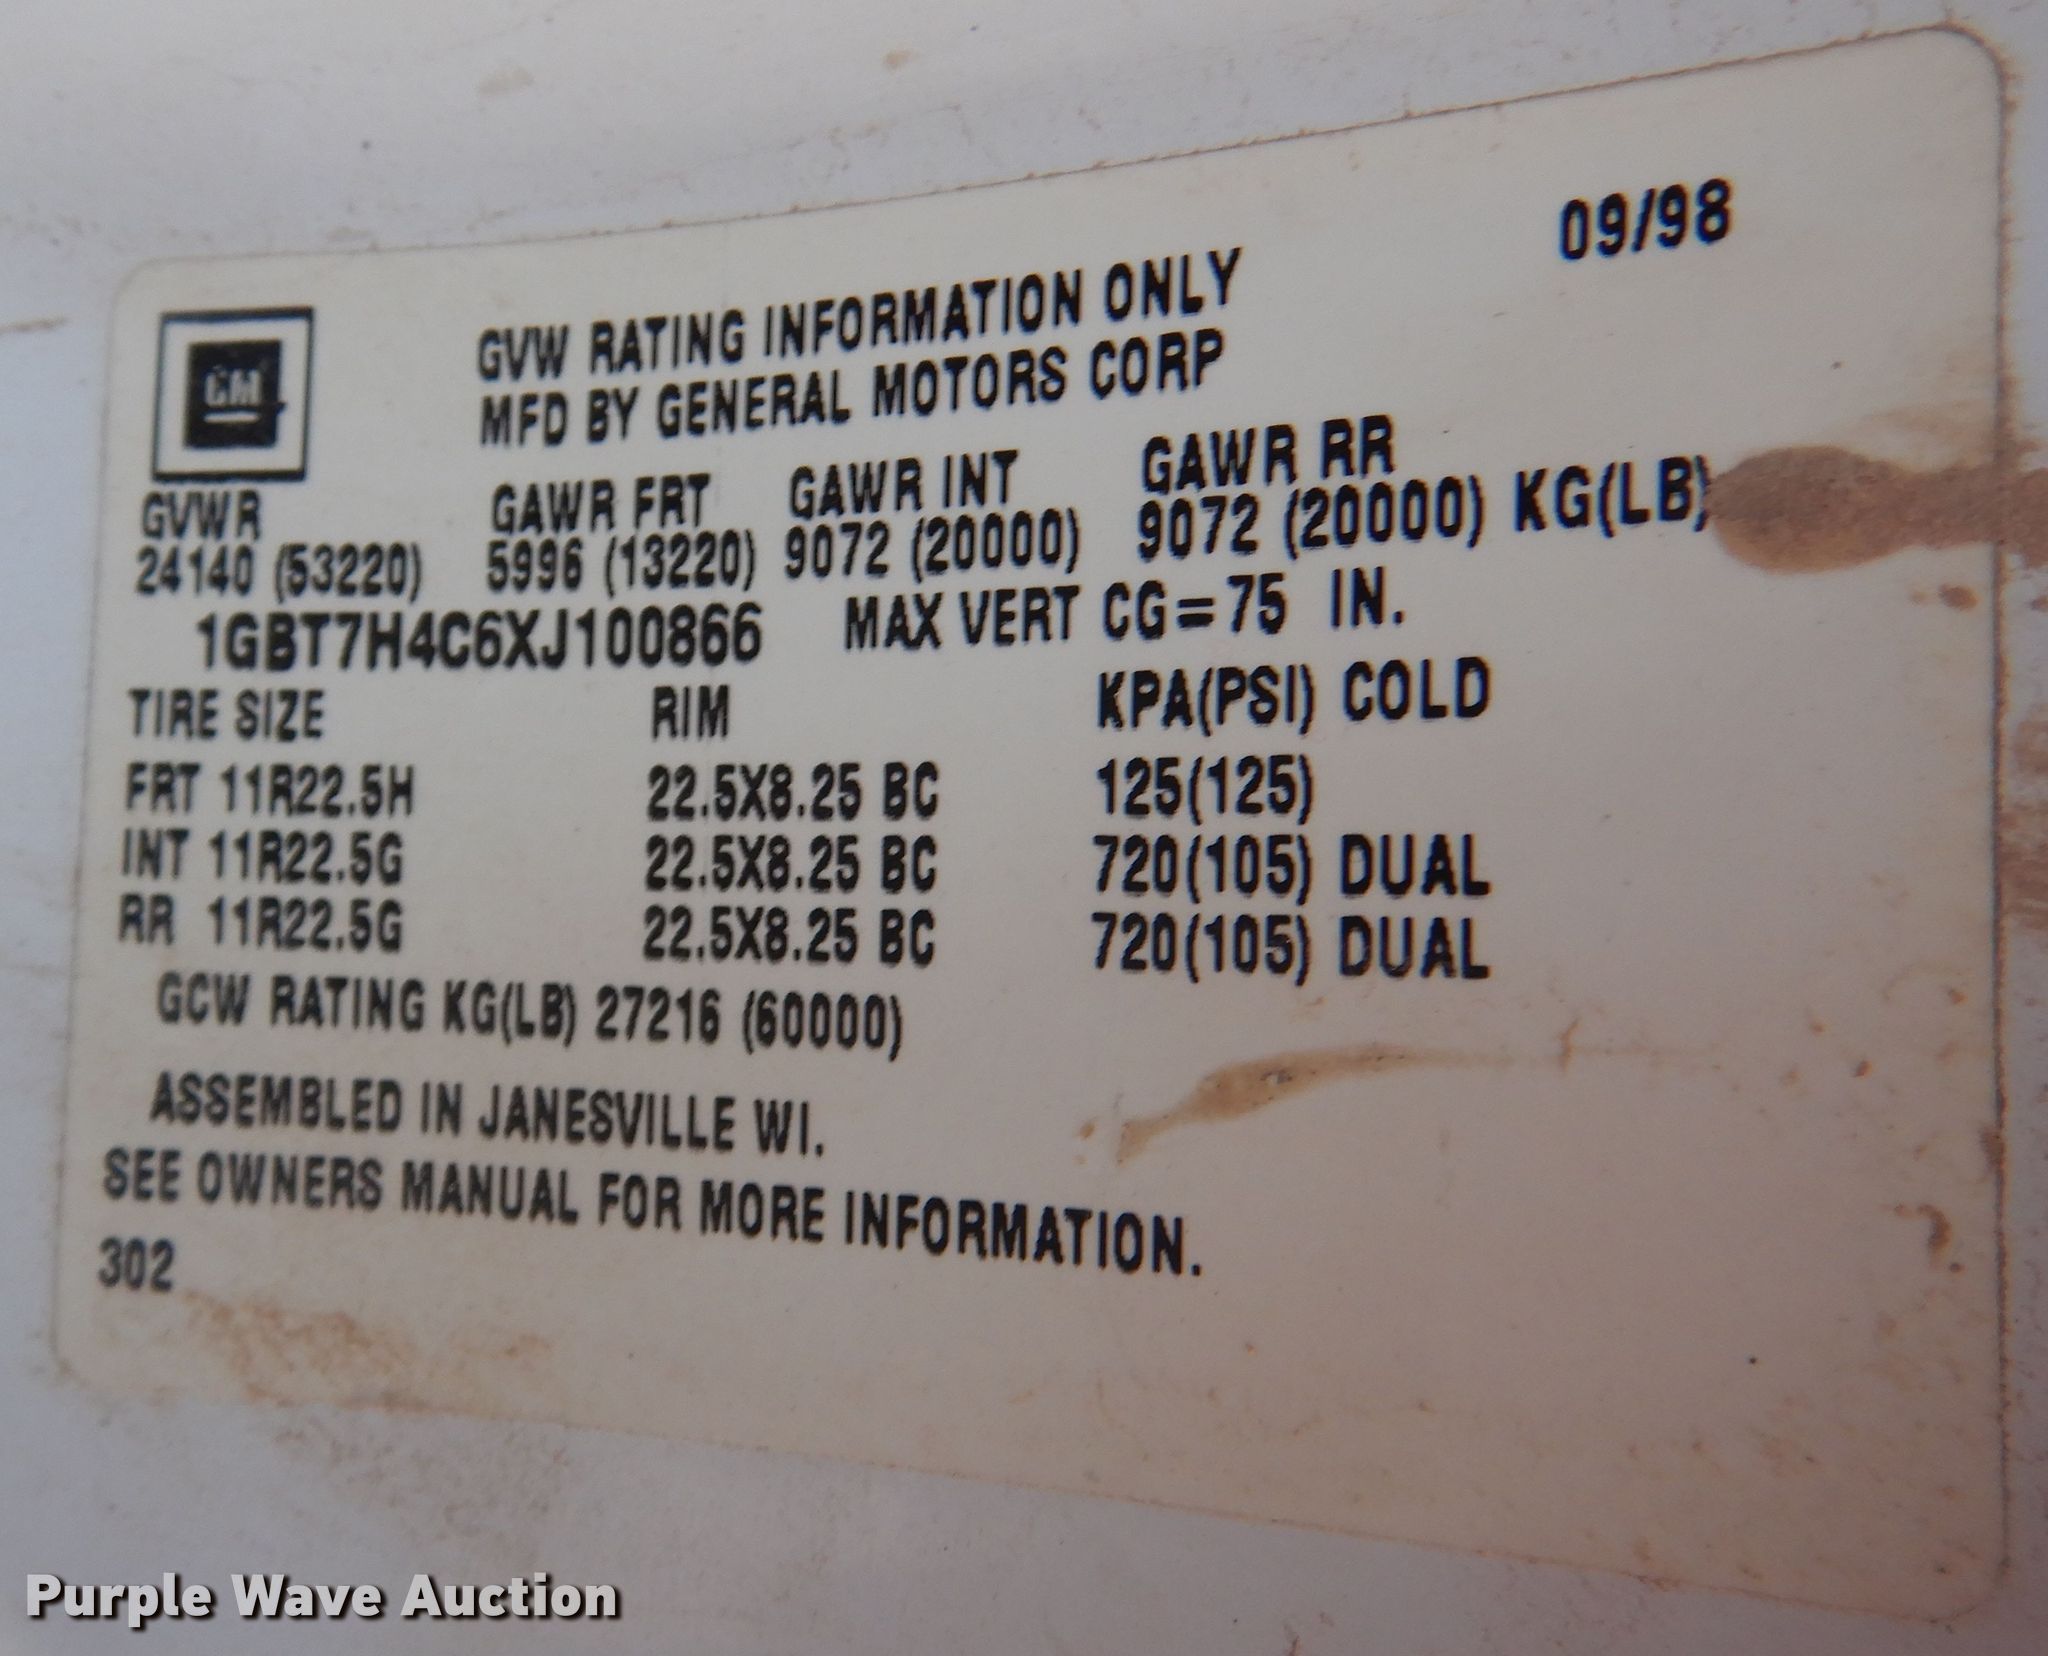 09/98
GM
GVW RATING INFORMATION ONLY
MFD BY GENERAL MOTORS CORP
GVWR GAWR FRT GAWR INT GAWR RR
24140 (53220) 5996 (13220) 9072 (20000) 9072 (20000) KG(LB)
1GBT7H4C6XJ100866 MAX VERT CG=75 IN.
TIRE SIZE RIM KPA(PSI) COLD
FRT 11R22.5H 22.5X8.25 BC 125(125)
INT 11R22.5G 22.5X8.25 BC 720(105) DUAL
RR 11R22.5G 22.5X8.25 BC 720(105) DUAL
GCW RATING KG(LB) 27216 (60000)
ASSEMBLED IN JANESVILLE WI.
SEE OWNERS MANUAL FOR MORE INFORMATION.
302
Purple Wave Auction